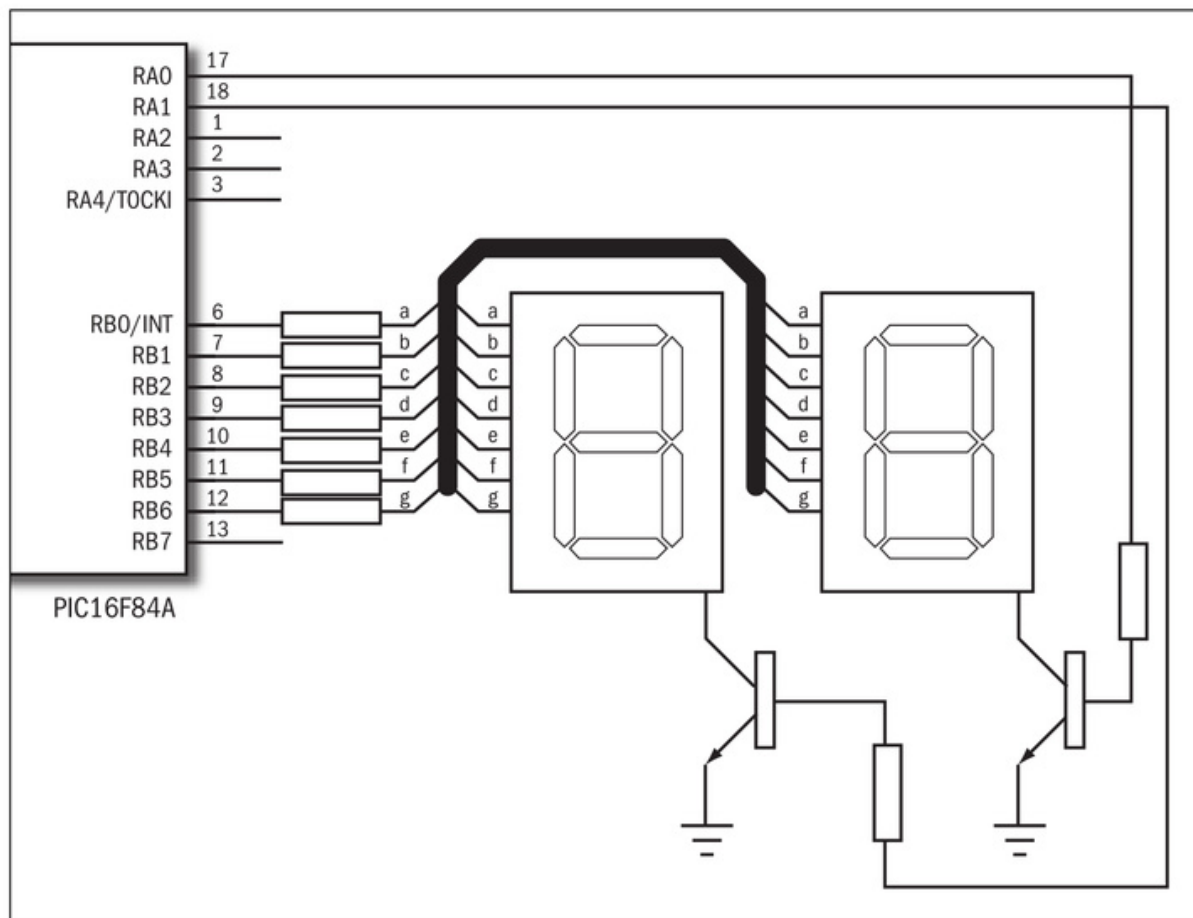 RA0 17
RA1 18
RA2 1
RA3 2
RA4/T0CKI 3
RB0/INT 6 a a a
RB1 7 b b b
RB2 8 c c c
RB3 9 d d d
RB4 10 e e e
RB5 11 f f f
RB6 12 g g g
RB7 13
PIC16F84A